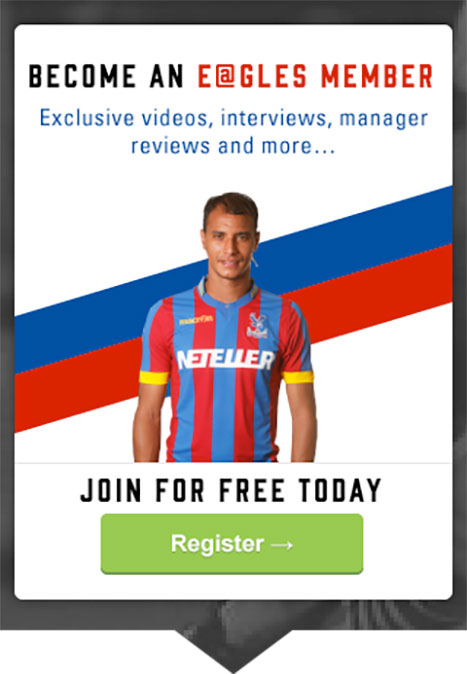 BECOME AN E@GLES MEMBER
Exclusive videos, interviews, manager
reviews and more...
macron
NETELLER
JOIN FOR FREE TODAY
Register →